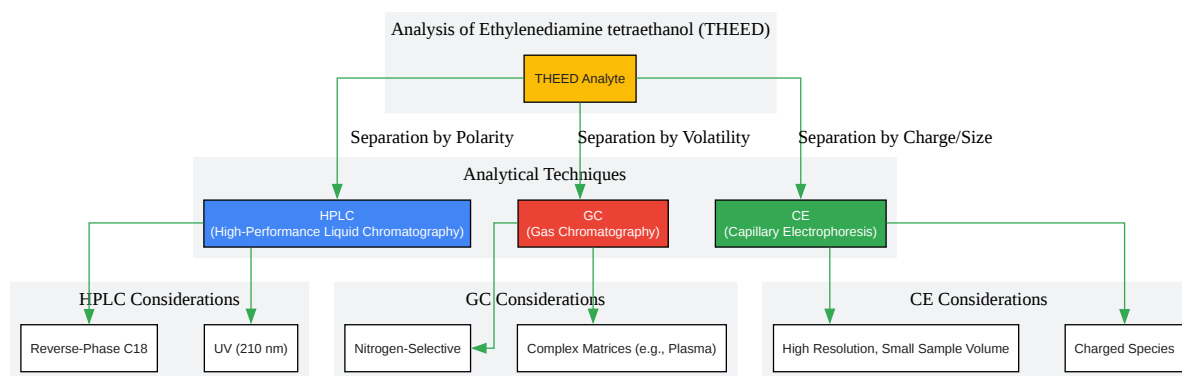 Analysis of Ethylenediamine tetraethanol (THEED)
THEED Analyte
Separation by Polarity
Separation by Volatility
Separation by Charge/Size
Analytical Techniques
HPLC
(High-Performance Liquid Chromatography)
GC
(Gas Chromatography)
CE
(Capillary Electrophoresis)
HPLC Considerations
GC Considerations
CE Considerations
Reverse-Phase C18
UV (210 nm)
Nitrogen-Selective
Complex Matrices (e.g., Plasma)
High Resolution, Small Sample Volume
Charged Species